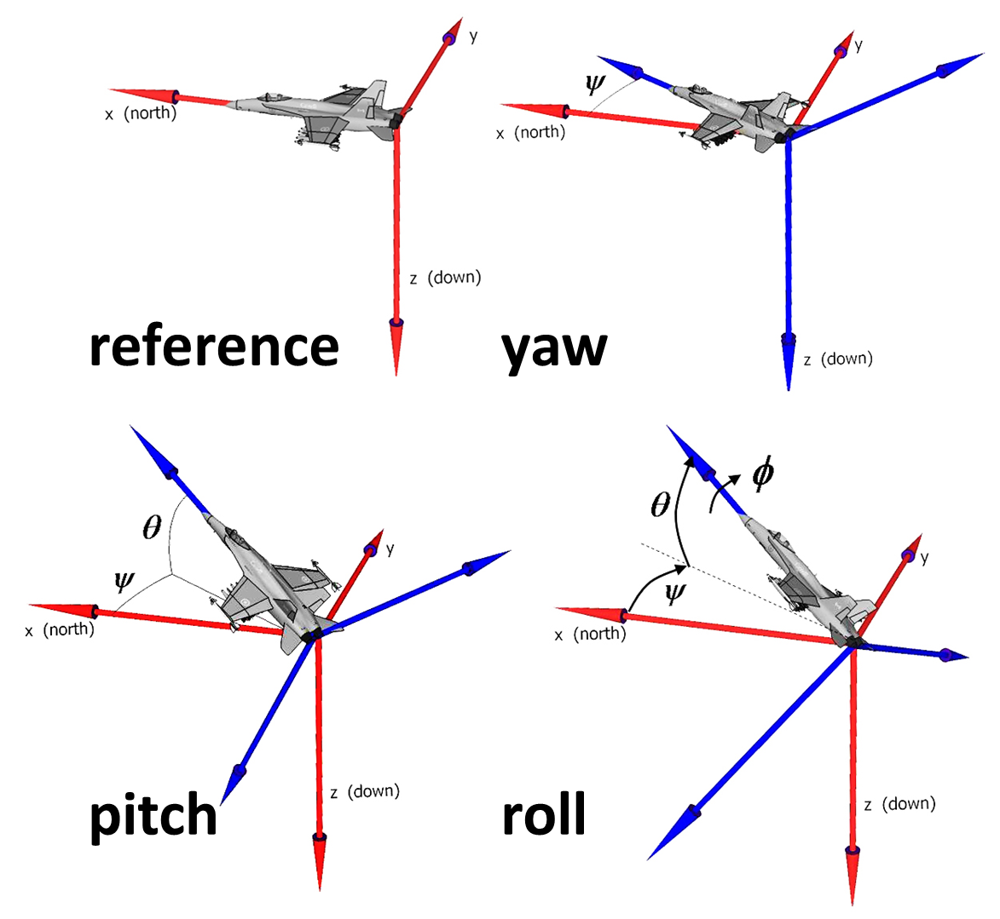 y
x (north)
z (down)
reference
y
ψ
x (north)
z (down)
yaw
θ
y
ψ
x (north)
z (down)
pitch
ϕ
θ
y
ψ
x (north)
z (down)
roll